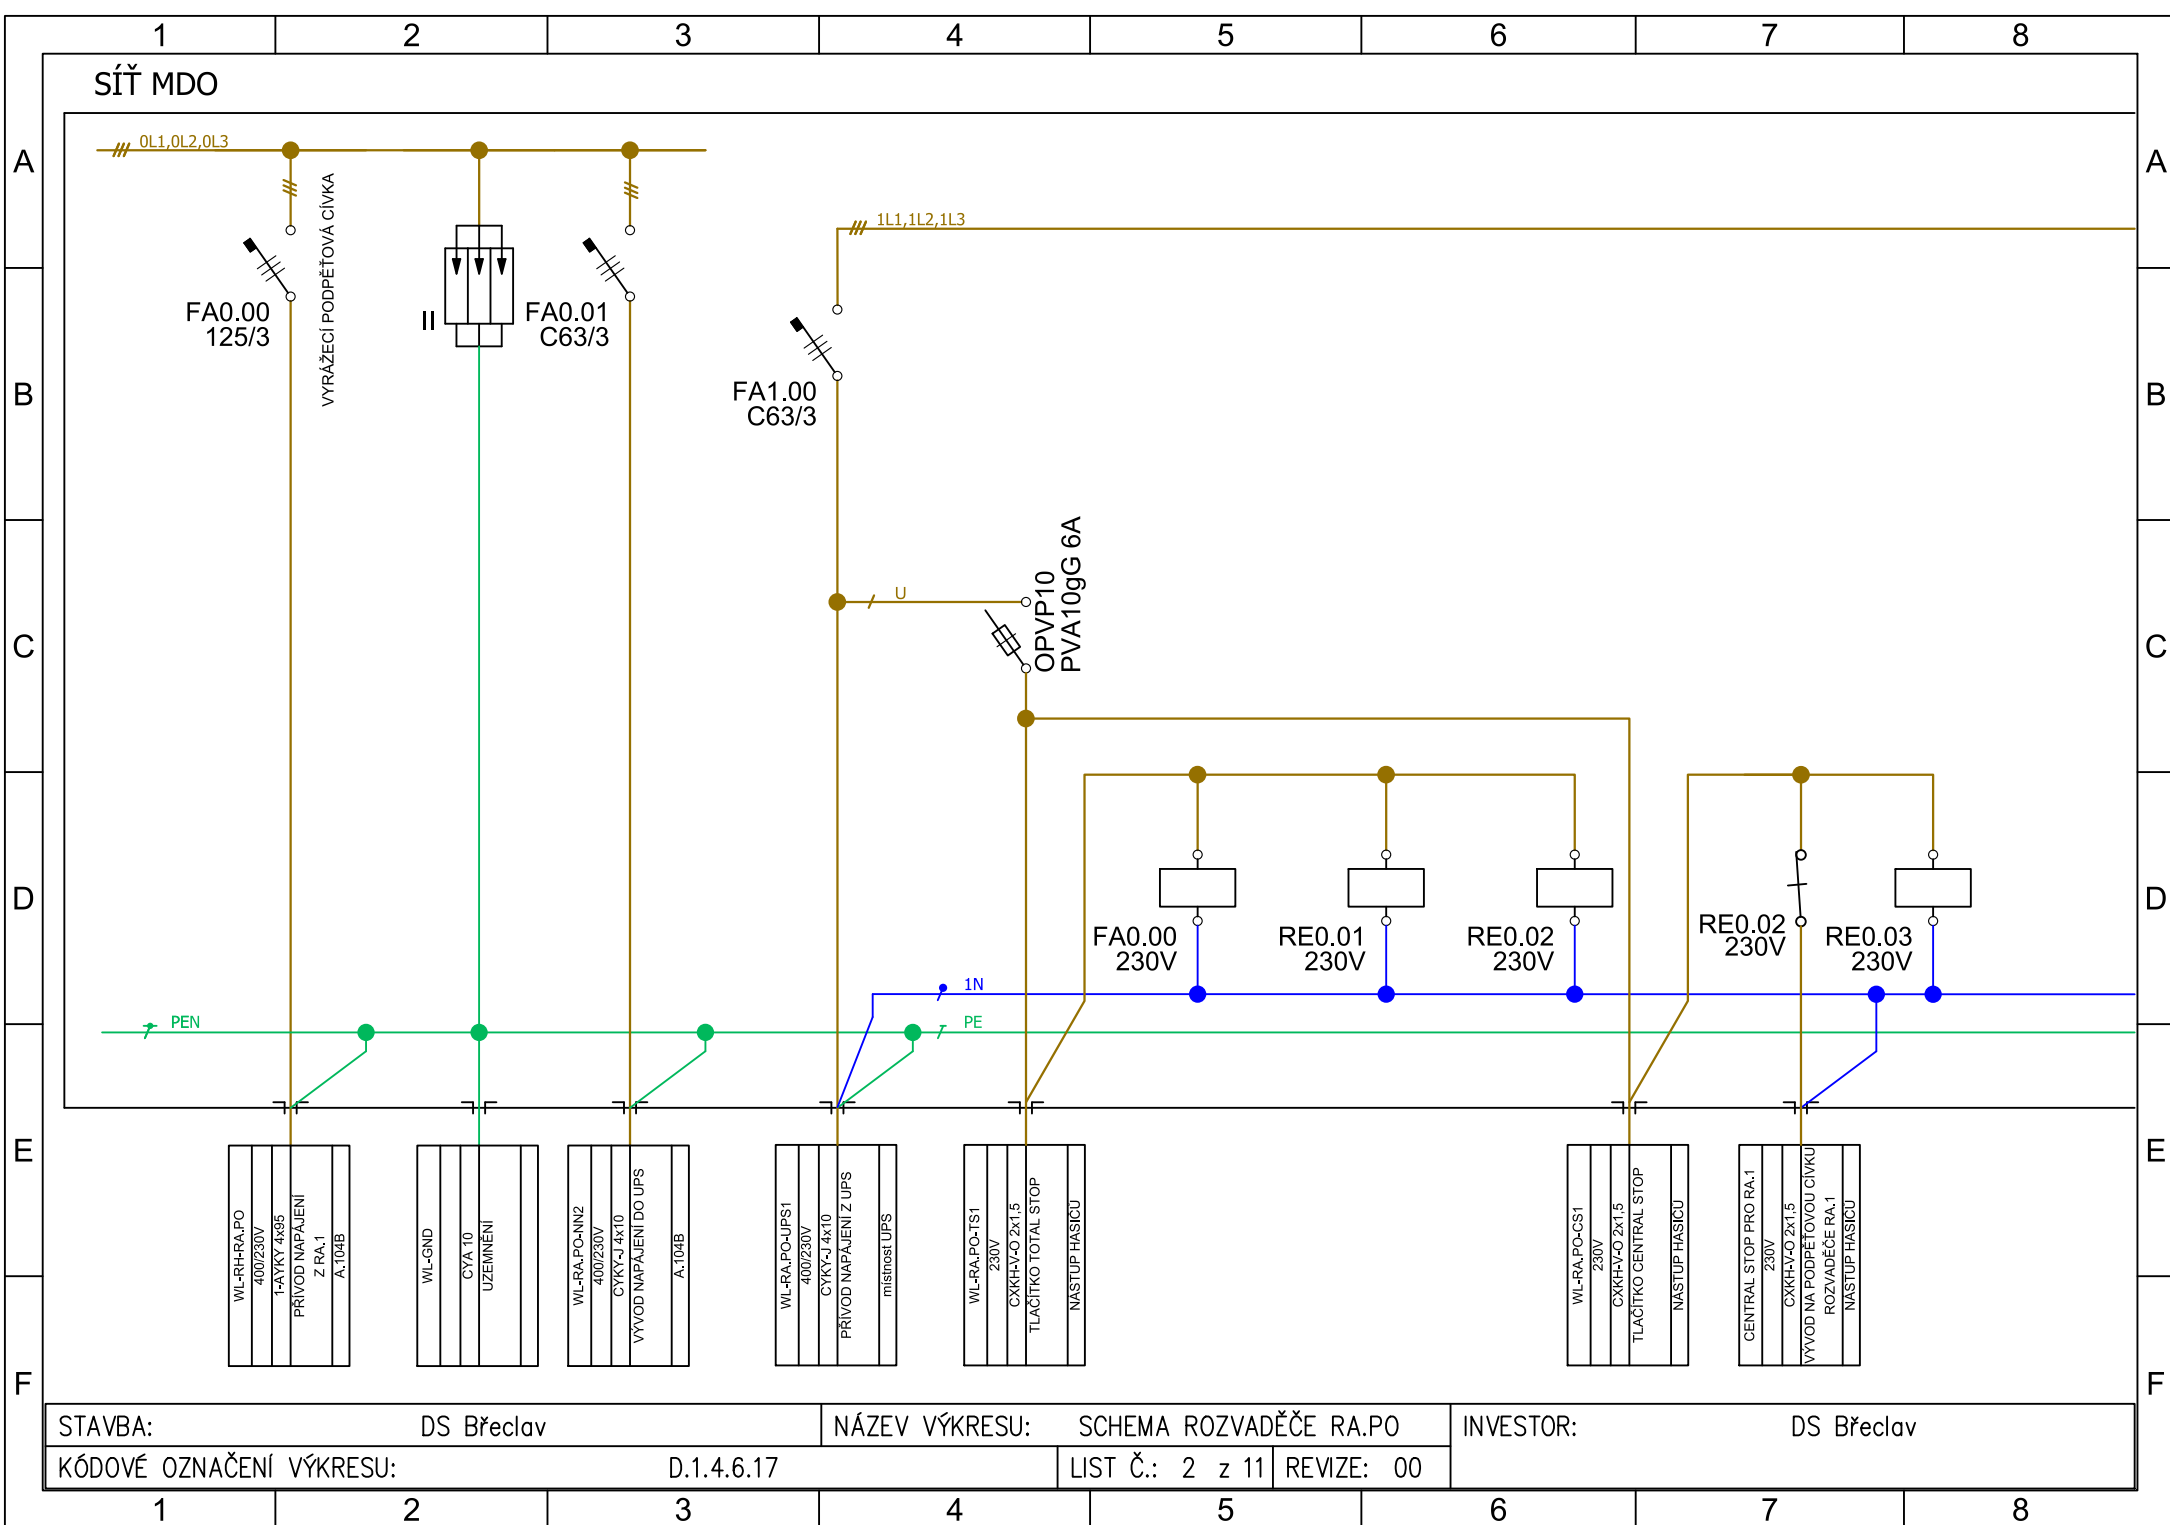 1 2 3 4 5 6 7 8
SÍŤ MDO
A
A
0L1,0L2,0L3
1L1,1L2,1L3
VYRÁŽECÍ PODPĚŤOVÁ CÍVKA
FA0.00
125/3
II
FA0.01
C63/3
B
B
FA1.00
C63/3
OPVP10
PVA10gG 6A
U
C
C
D
D
FA0.00
230V
RE0.01
230V
RE0.02
230V
RE0.02
230V
RE0.03
230V
1N
PEN
PE
E
E
WL-RH-RA.PO
400/230V
1-AYKY 4x95
PŘÍVOD NAPÁJENÍ
Z RA.1
A.104B
WL-GND
CYA 10
UZEMNĚNÍ
WL-RA.PO-NN2
400/230V
CYKY-J 4x10
VÝVOD NAPÁJENÍ DO UPS
A.104B
WL-RA.PO-UPS1
400/230V
CYKY-J 4x10
PŘÍVOD NAPÁJENÍ Z UPS
místnost UPS
WL-RA.PO-TS1
230V
CXKH-V-O 2x1,5
TLAČÍTKO TOTAL STOP
NÁSTUP HASIČŮ
WL-RA.PO-CS1
230V
CXKH-V-O 2x1,5
TLAČÍTKO CENTRAL STOP
NÁSTUP HASIČŮ
CENTRAL STOP PRO RA.1
230V
CXKH-V-O 2x1,5
VÝVOD NA PODPĚŤOVOU CÍVKU
ROZVADĚČE RA.1
NÁSTUP HASIČŮ
F
F
STAVBA: DS Břeclav
NÁZEV VÝKRESU: SCHEMA ROZVADĚČE RA.PO
INVESTOR: DS Břeclav
KÓDOVÉ OZNAČENÍ VÝKRESU: D.1.4.6.17
LIST Č.: 2 z 11
REVIZE: 00
1 2 3 4 5 6 7 8